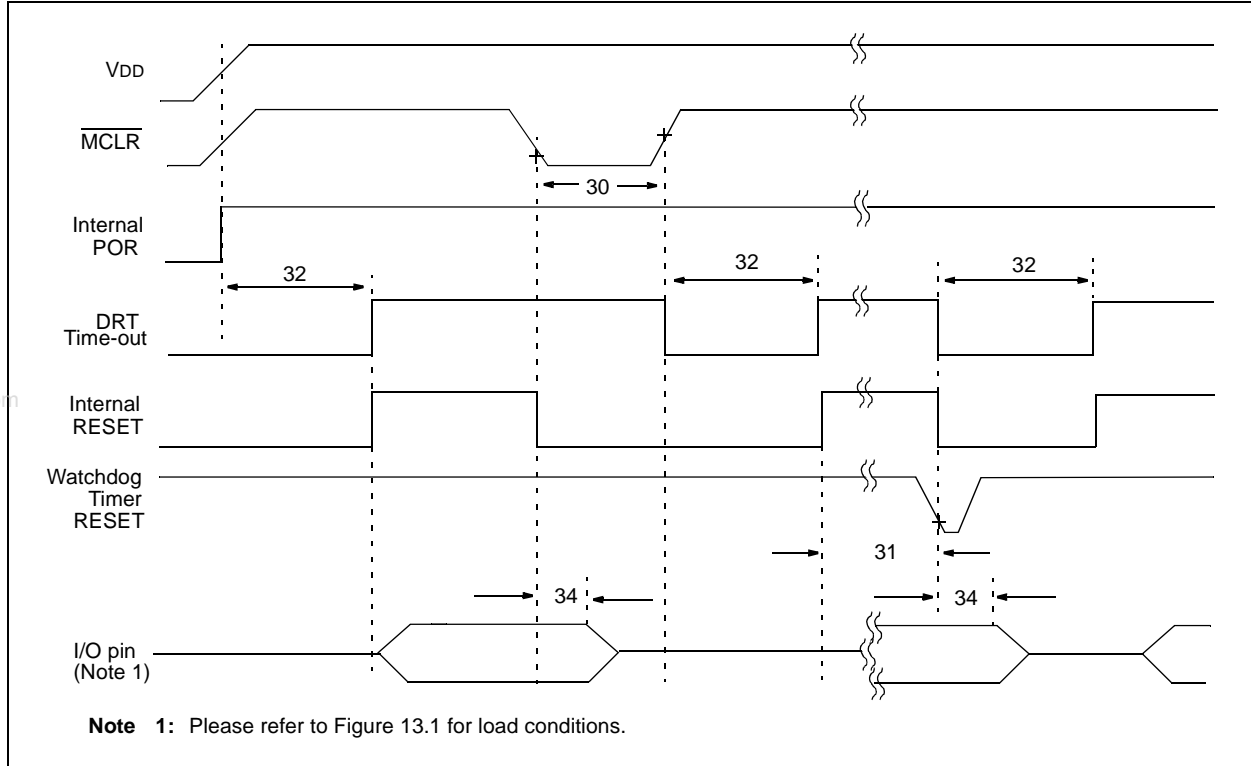 VDD
MCLR
30
Internal
POR
32
32
32
DRT
Time-out
m
Internal
RESET
Watchdog
Timer
RESET
31
34
34
I/O pin
(Note 1)
Note 1: Please refer to Figure 13.1 for load conditions.